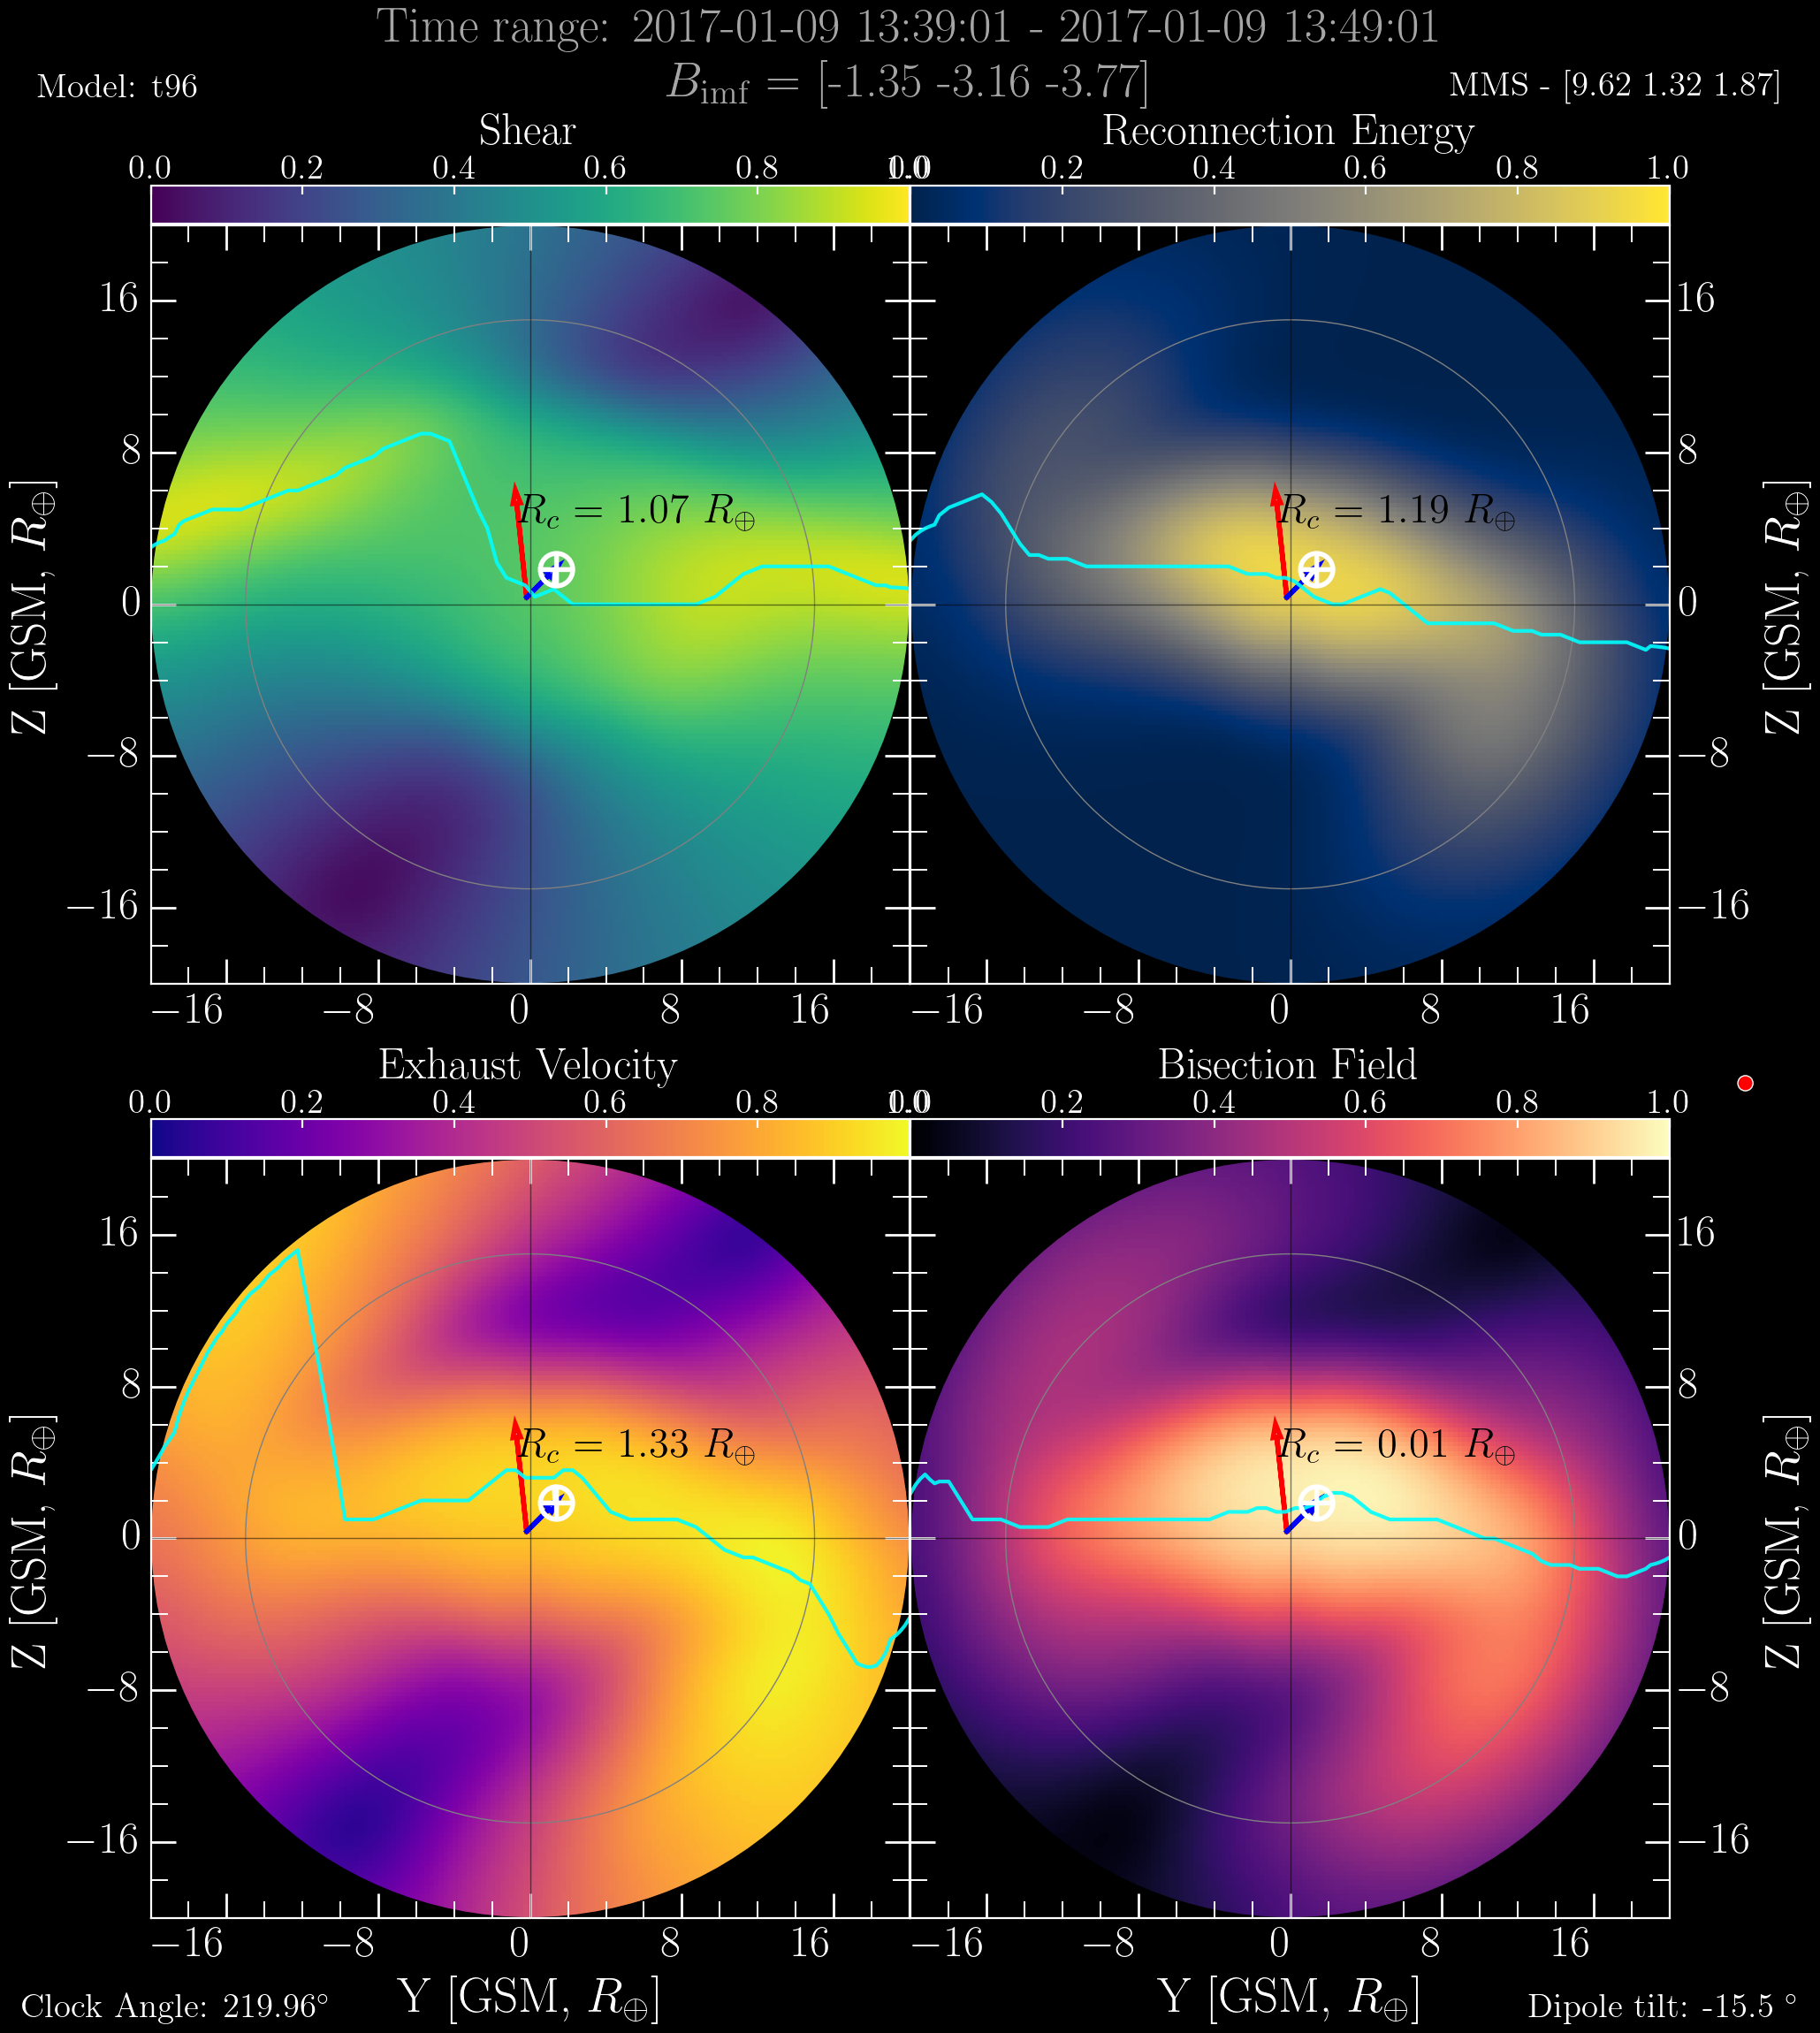 Time range: 2017-01-09 13:39:01 - 2017-01-09 13:49:01
Model: t96
B_imf = [-1.35 -3.16 -3.77]
MMS - [9.62 1.32 1.87]
Shear
Reconnection Energy
0.0 0.2 0.4 0.6 0.8 1.0
0.0 0.2 0.4 0.6 0.8 1.0
16
8
0
−8
−16
Z [GSM, R⊕]
R_c = 1.07 R⊕
−16 −8 0 8 16
R_c = 1.19 R⊕
−16 −8 0 8 16
16
8
0
−8
−16
Z [GSM, R⊕]
Exhaust Velocity
Bisection Field
0.0 0.2 0.4 0.6 0.8 1.0
0.0 0.2 0.4 0.6 0.8 1.0
16
8
0
−8
−16
Z [GSM, R⊕]
R_c = 1.33 R⊕
−16 −8 0 8 16
Y [GSM, R⊕]
R_c = 0.01 R⊕
−16 −8 0 8 16
Y [GSM, R⊕]
16
8
0
−8
−16
Z [GSM, R⊕]
Clock Angle: 219.96°
Dipole tilt: -15.5 °